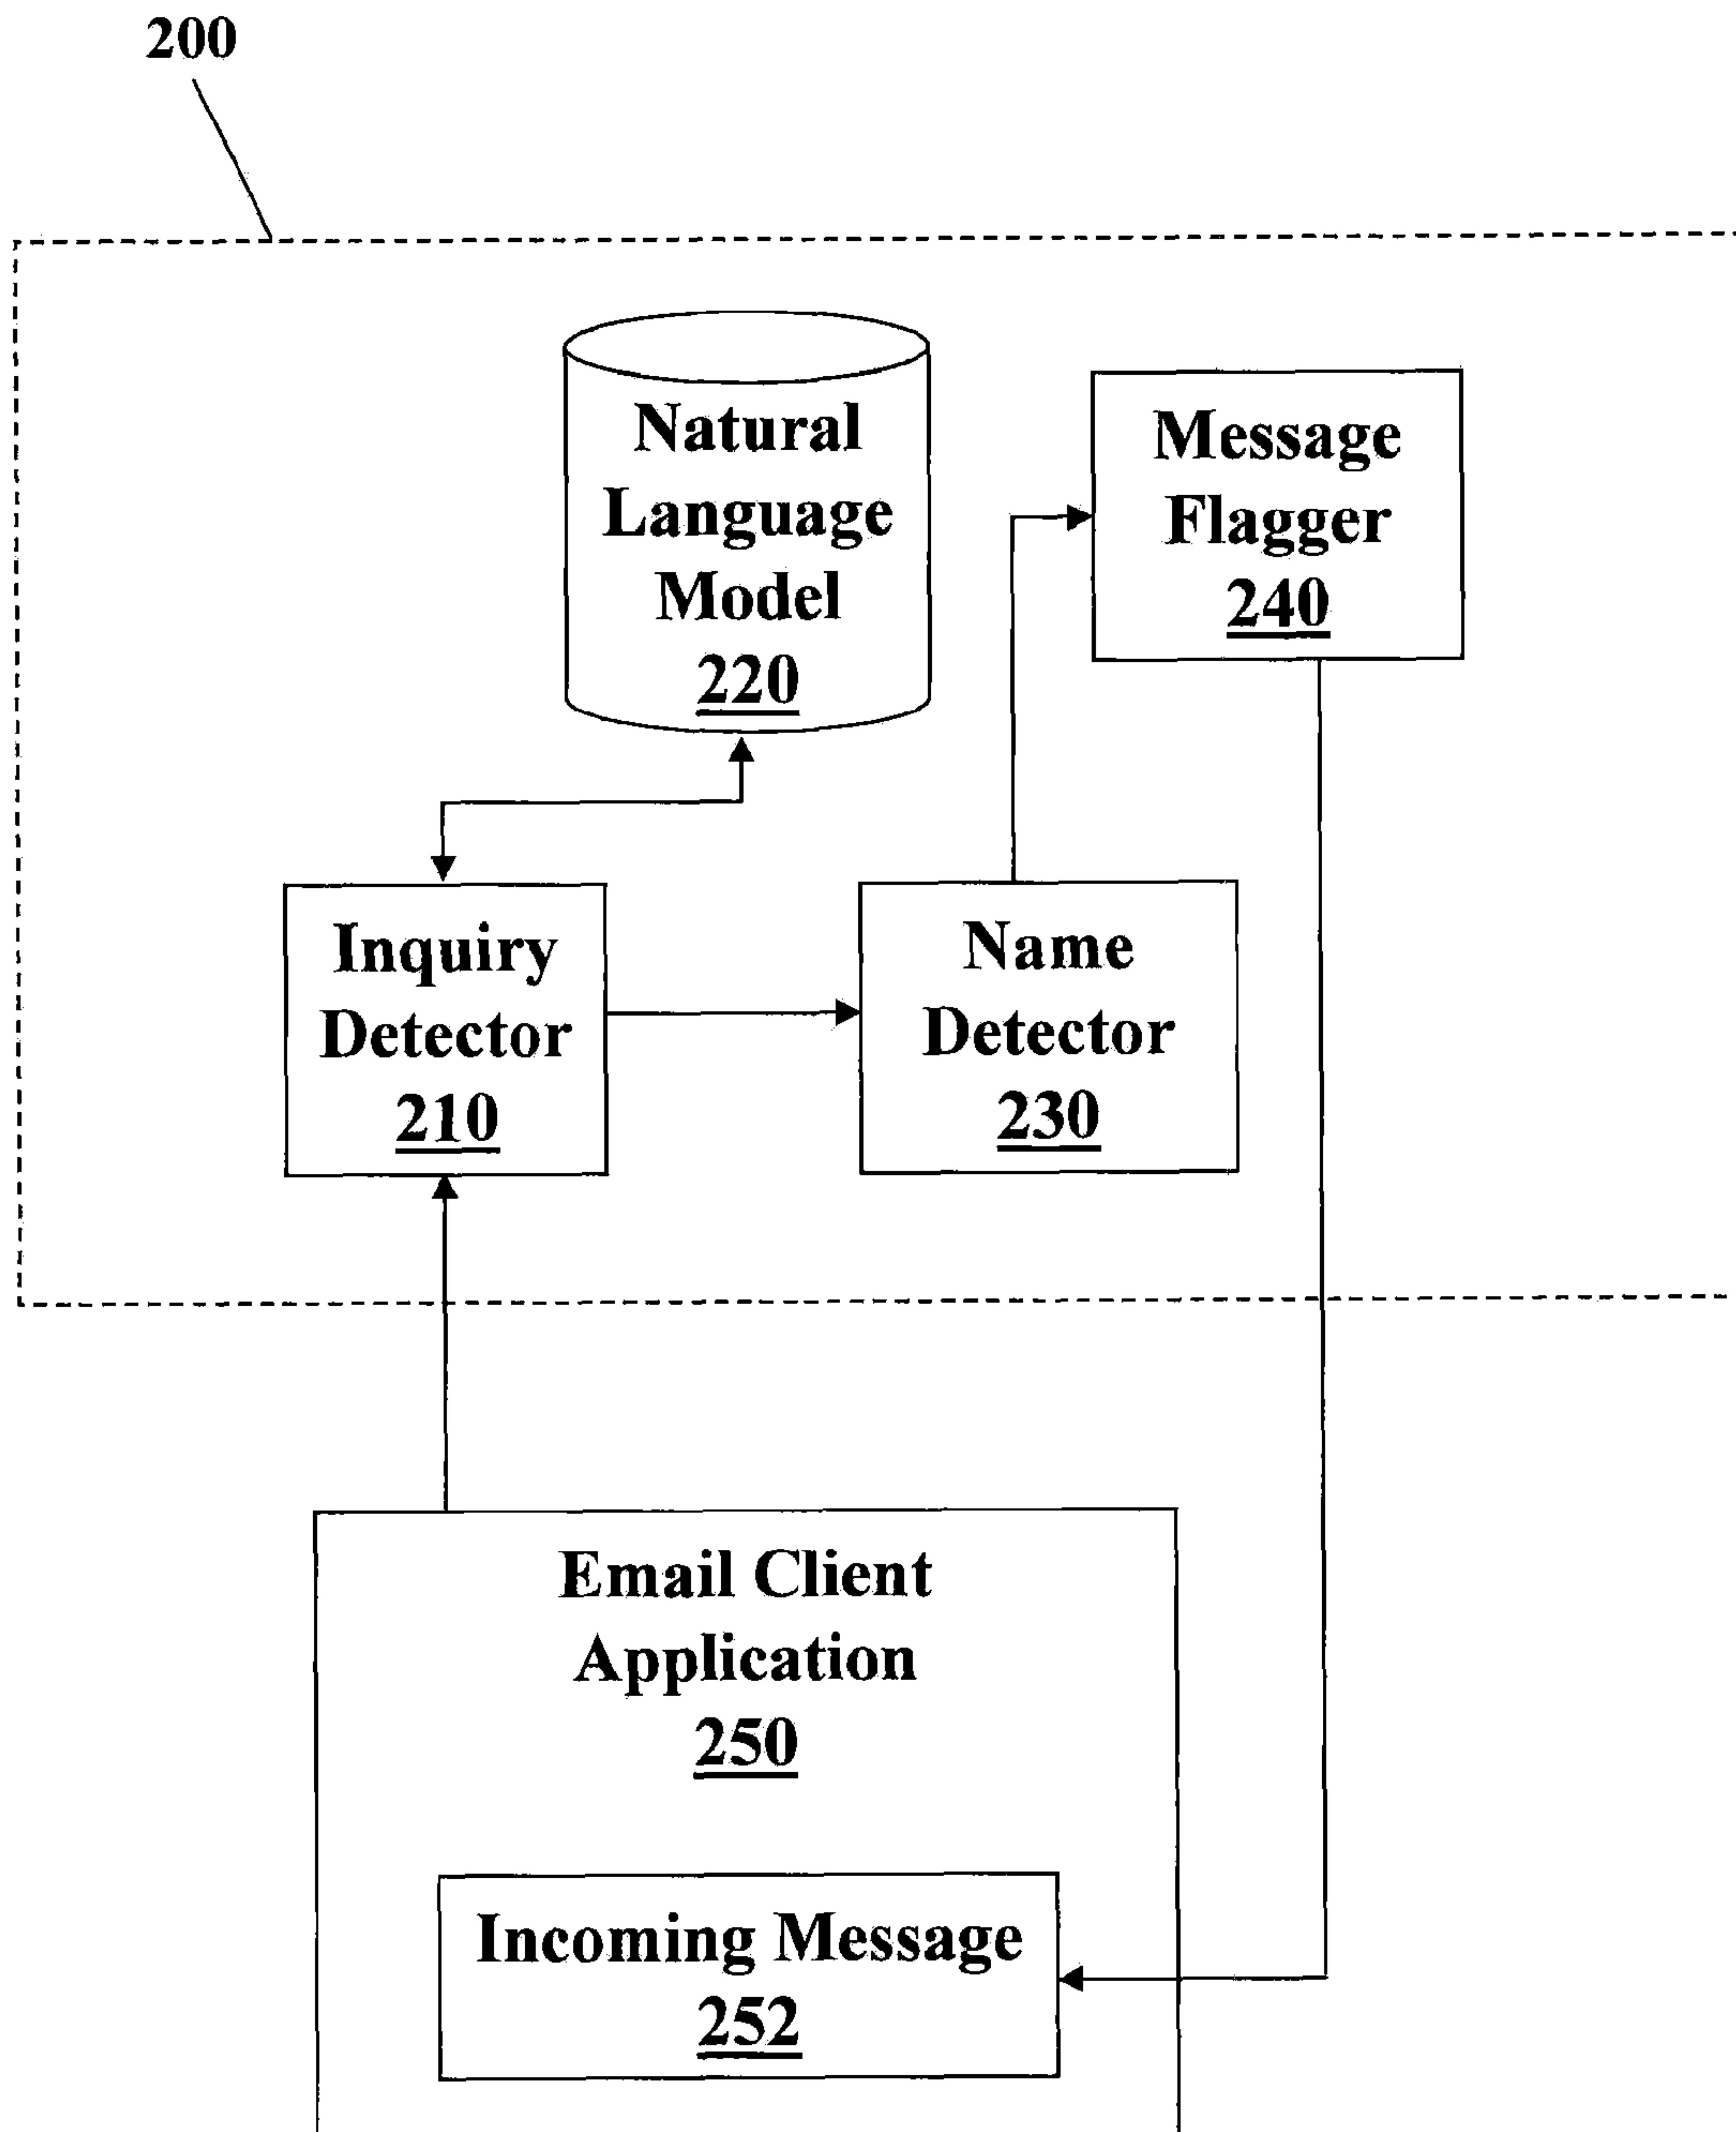 200
Natural
Language
Model
220
Message
Flagger
240
Inquiry
Detector
210
Name
Detector
230
Email Client
Application
250
Incoming Message
252